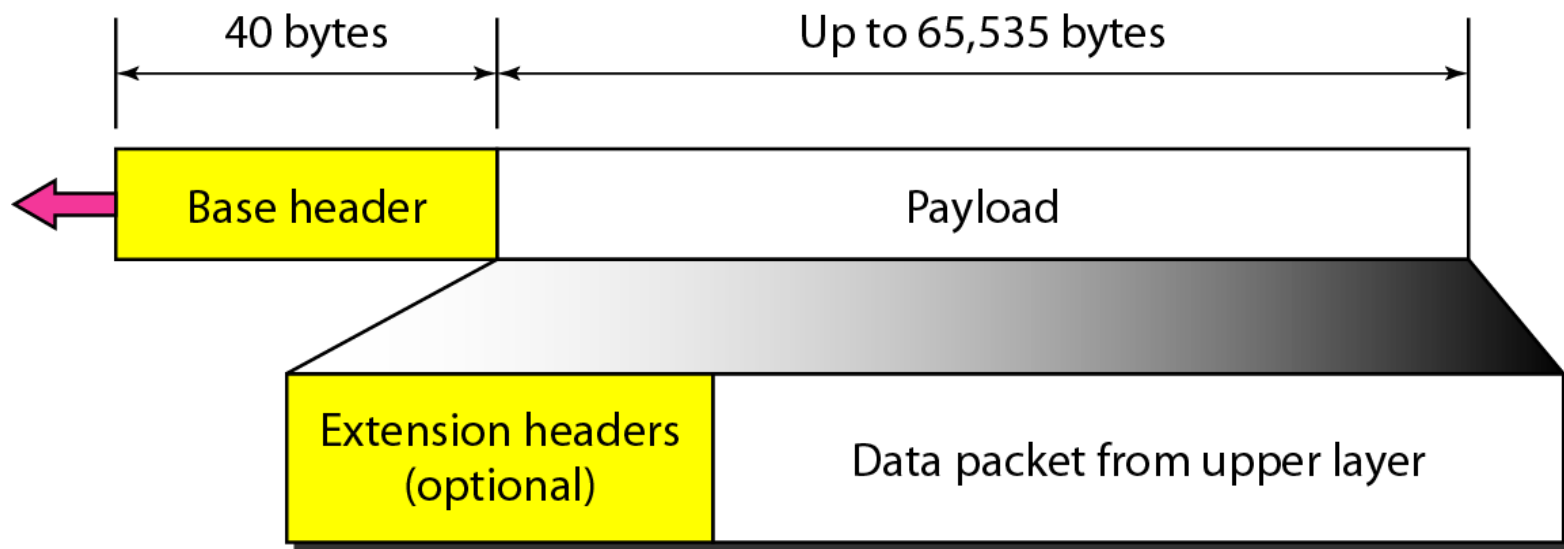 40 bytes
Up to 65,535 bytes
Base header
Payload
Extension headers
(optional)
Data packet from upper layer